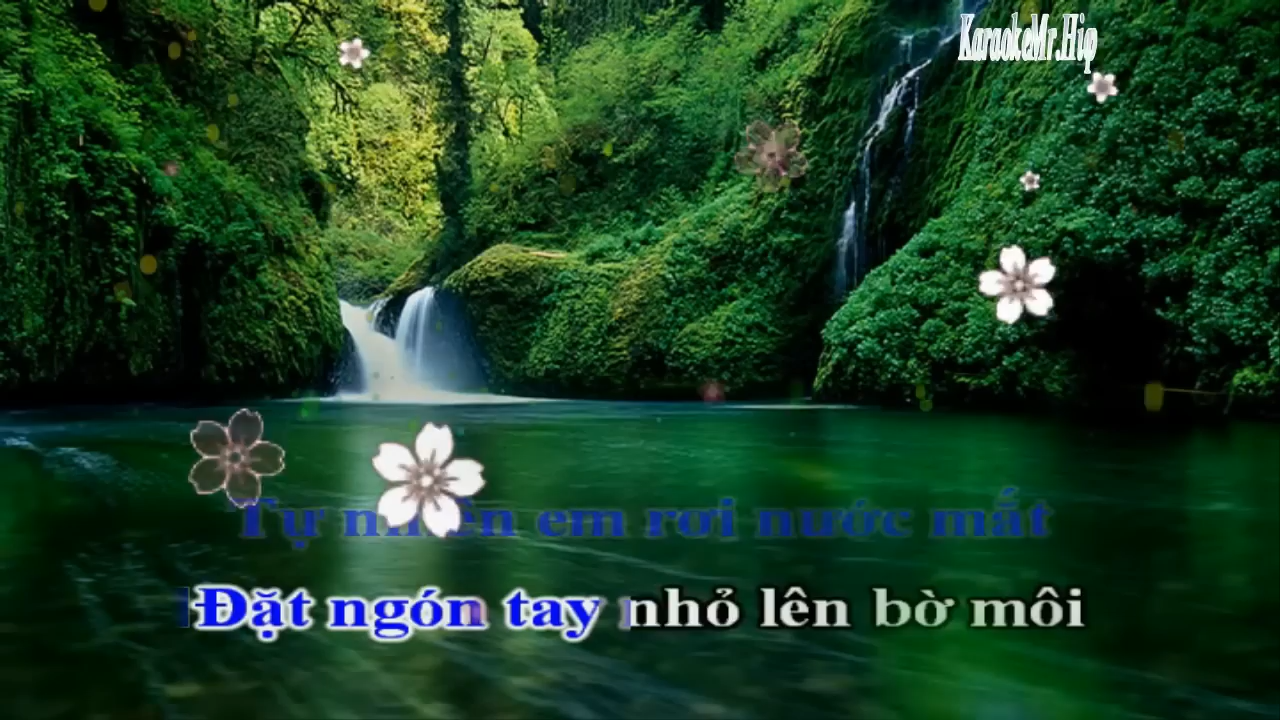 KaraokeMr.Hip
Tự nhiên em rơi nước mắt
Đặt ngón tay nhỏ lên bờ môi